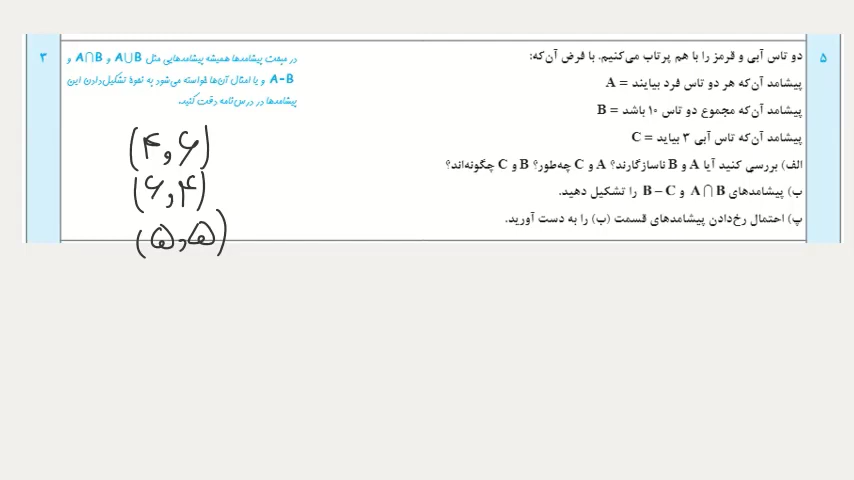 ۵
دو تاس آبی و قرمز را با هم پرتاب می‌کنیم. با فرض آن‌که:
پیشامد آن‌که هر دو تاس فرد بیایند = A
پیشامد آن‌که مجموع دو تاس ۱۰ باشد = B
پیشامد آن‌که تاس آبی ۳ بیاید = C
الف) بررسی کنید آیا A و B ناسازگارند؟ A و C چه‌طور؟ B و C چگونه‌اند؟
ب) پیشامدهای A∩B و B−C را تشکیل دهید.
پ) احتمال رخ‌دادن پیشامدهای قسمت (ب) را به دست آورید.
در مبحث پیشامدها همیشه پیشامدهایی مثل A∪B و A∩B و
A-B و یا امثال آن‌ها خواسته می‌شود به نحوهٔ تشکیل‌دادن این
پیشامدها در درس‌نامه دقت کنید.
۳
(۴,۶)
(۶,۴)
(۵,۵)